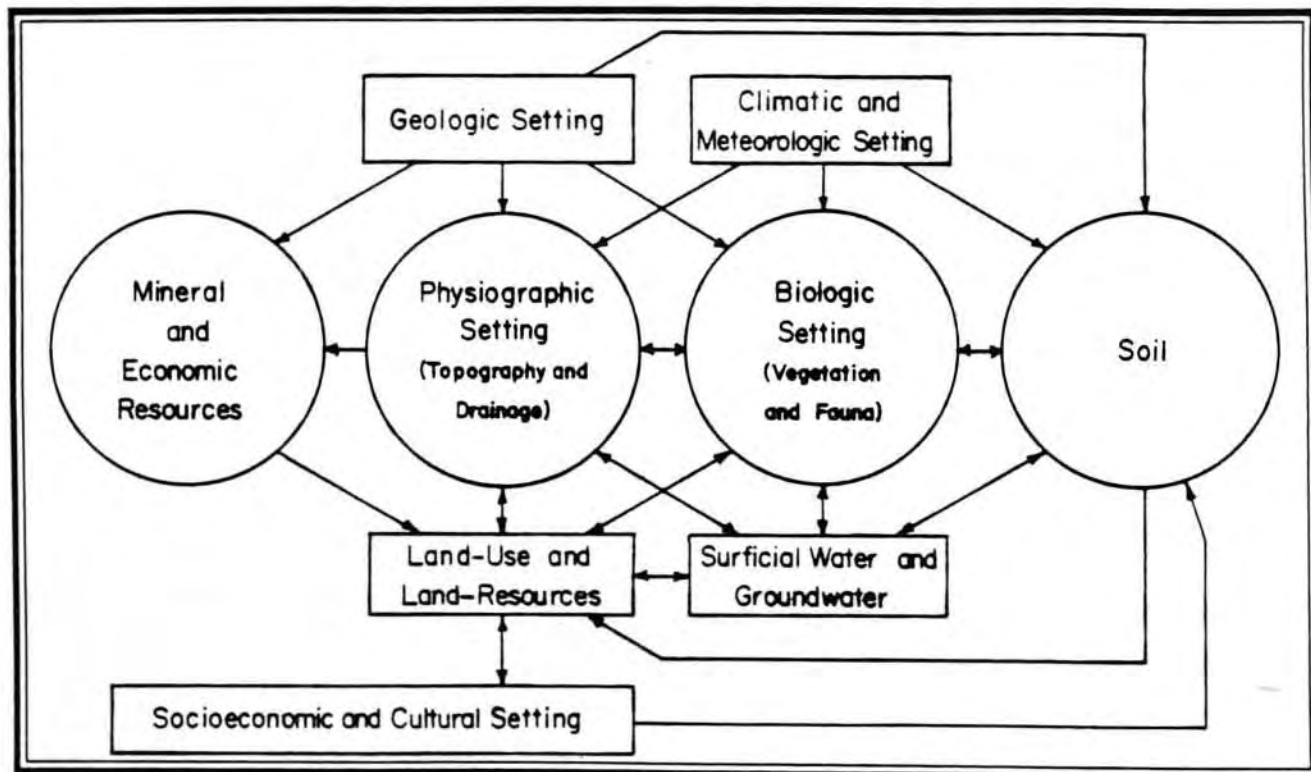 Geologic Setting
Climatic and
Meteorologic Setting
Mineral
and
Economic
Resources
Physiographic
Setting
(Topography and
Drainage)
Biologic
Setting
(Vegetation
and Fauna)
Soil
Land-Use and
Land-Resources
Surficial Water and
Groundwater
Socioeconomic and Cultural Setting